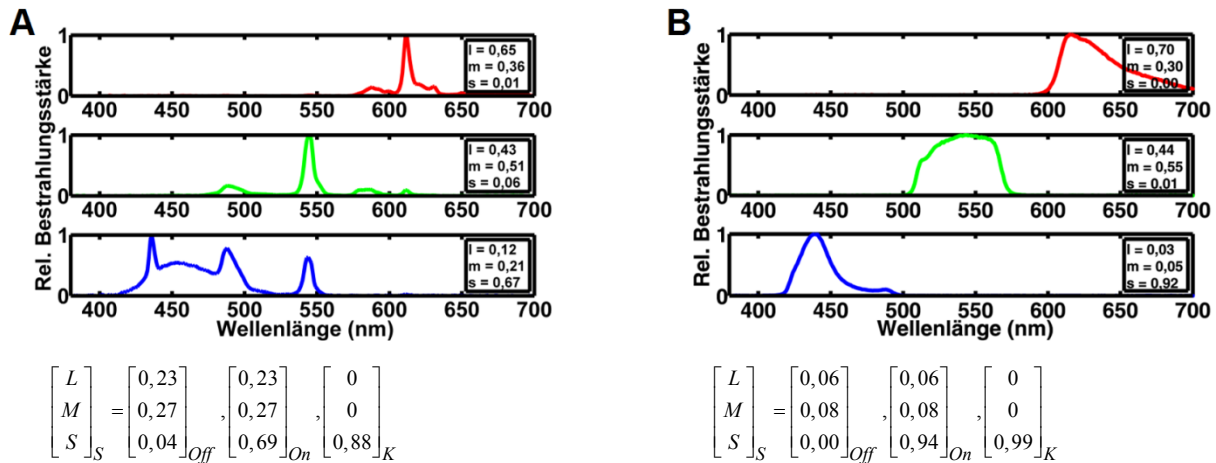 A
Rel. Bestrahlungsstärke
1
0
l = 0,65
m = 0,36
s = 0,01
400 450 500 550 600 650 700
1
0
l = 0,43
m = 0,51
s = 0,06
400 450 500 550 600 650 700
1
0
l = 0,12
m = 0,21
s = 0,67
400 450 500 550 600 650 700
Wellenlänge (nm)
[L] [0,23] [0,23] [0]
[M] = [0,27] , [0,27] , [0]
[S]S [0,04]Off [0,69]On [0,88]K
B
Rel. Bestrahlungsstärke
1
0
l = 0,70
m = 0,30
s = 0,00
400 450 500 550 600 650 700
1
0
l = 0,44
m = 0,55
s = 0,01
400 450 500 550 600 650 700
1
0
l = 0,03
m = 0,05
s = 0,92
400 450 500 550 600 650 700
Wellenlänge (nm)
[L] [0,06] [0,06] [0]
[M] = [0,08] , [0,08] , [0]
[S]S [0,00]Off [0,94]On [0,99]K